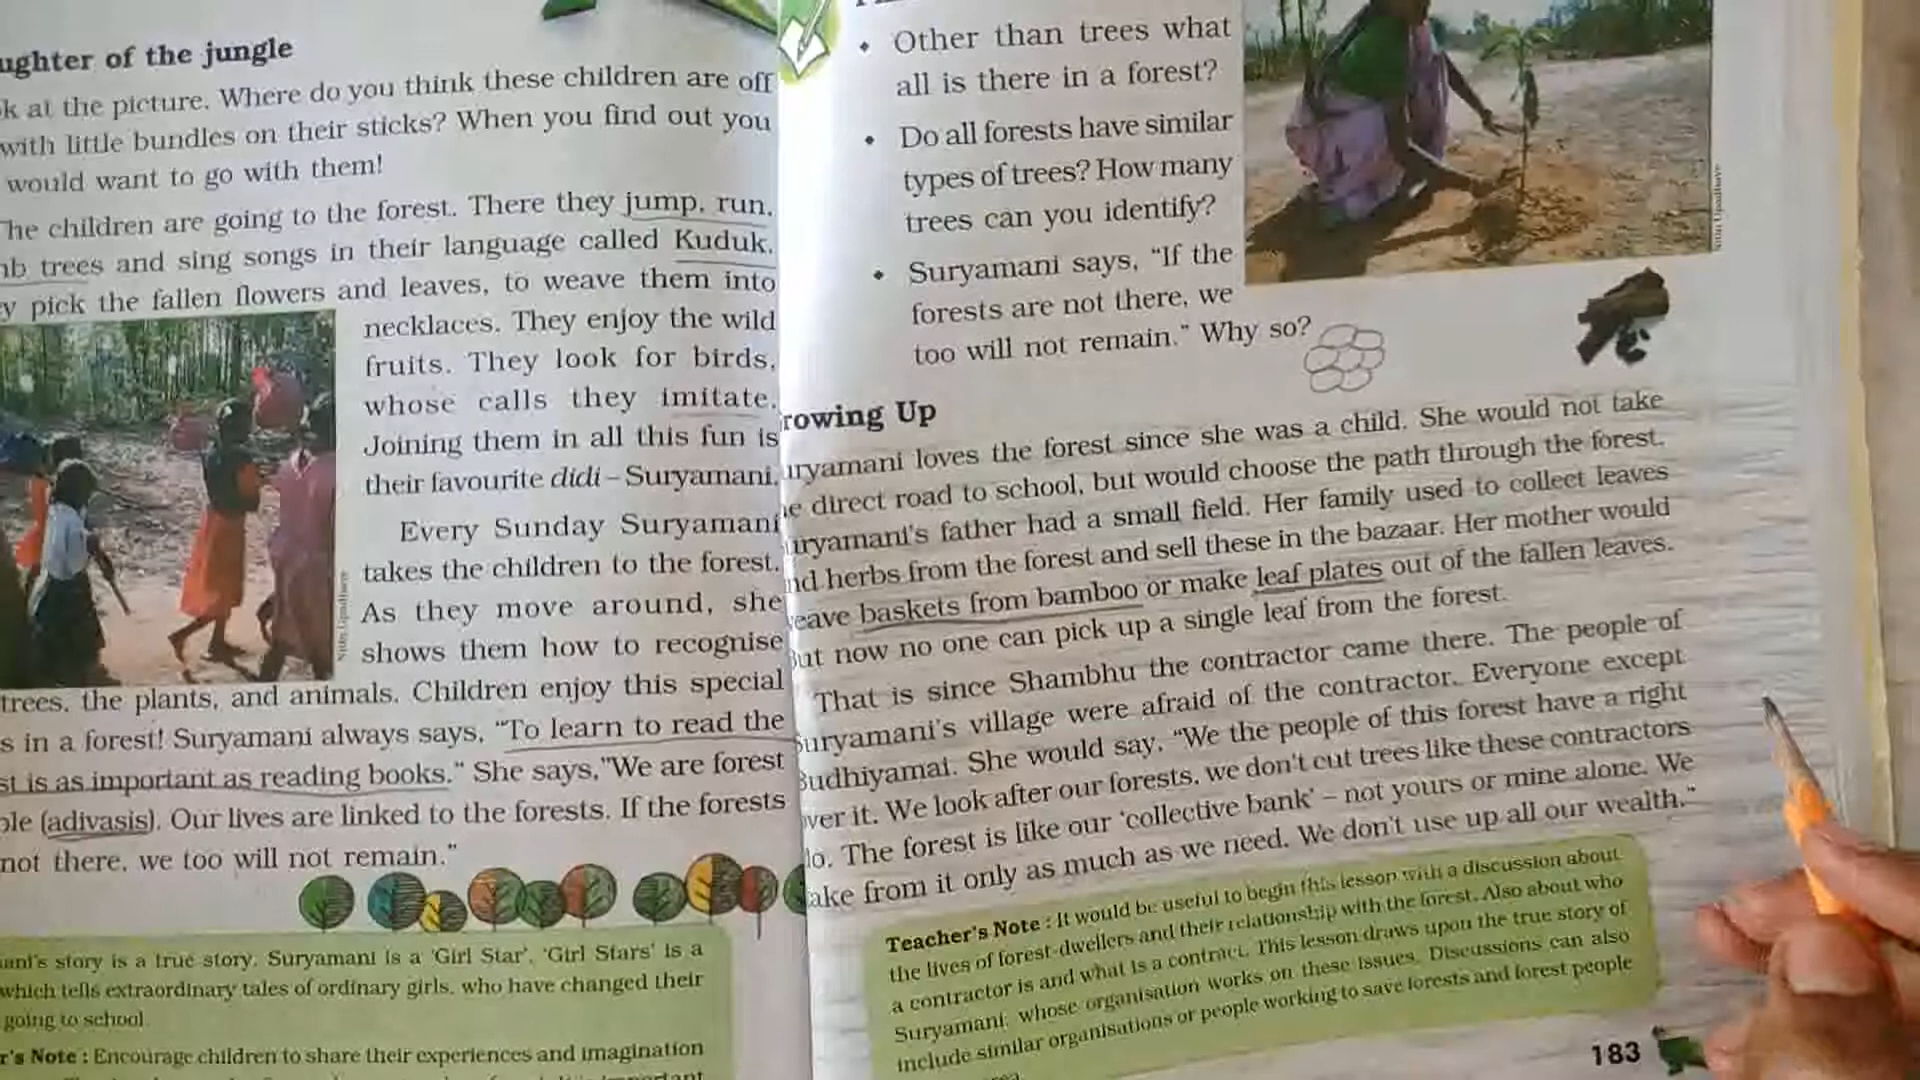 ughter of the jungle
k at the picture. Where do you think these children are off
with little bundles on their sticks? When you find out you
would want to go with them!
The children are going to the forest. There they jump, run,
mb trees and sing songs in their language called Kuduk.
ey pick the fallen flowers and leaves, to weave them into
necklaces. They enjoy the wild
fruits. They look for birds,
whose calls they imitate.
Joining them in all this fun is
their favourite didi – Suryamani.
Every Sunday Suryamani
takes the children to the forest.
As they move around, she
shows them how to recognise
trees, the plants, and animals. Children enjoy this special
s in a forest! Suryamani always says, "To learn to read the
st is as important as reading books." She says,"We are forest
ple (adivasis). Our lives are linked to the forests. If the forests
not there, we too will not remain."
Nitin Upadhaye
ani's story is a true story. Suryamani is a 'Girl Star'. 'Girl Stars' is a
which tells extraordinary tales of ordinary girls, who have changed their
going to school.
r's Note : Encourage children to share their experiences and imagination
• Other than trees what
all is there in a forest?
• Do all forests have similar
types of trees? How many
trees can you identify?
• Suryamani says, "If the
forests are not there, we
too will not remain." Why so?
Nitin Upadhaye
rowing Up
uryamani loves the forest since she was a child. She would not take
e direct road to school, but would choose the path through the forest.
uryamani's father had a small field. Her family used to collect leaves
nd herbs from the forest and sell these in the bazaar. Her mother would
eave baskets from bamboo or make leaf plates out of the fallen leaves.
ut now no one can pick up a single leaf from the forest.
That is since Shambhu the contractor came there. The people of
Suryamani's village were afraid of the contractor. Everyone except
Budhiyamai. She would say, "We the people of this forest have a right
ver it. We look after our forests, we don't cut trees like these contractors
do. The forest is like our 'collective bank' – not yours or mine alone. We
ake from it only as much as we need. We don't use up all our wealth."
Teacher's Note : It would be useful to begin this lesson with a discussion about
the lives of forest-dwellers and their relationship with the forest. Also about who
a contractor is and what is a contract. This lesson draws upon the true story of
Suryamani, whose organisation works on these issues. Discussions can also
include similar organisations or people working to save forests and forest people
183